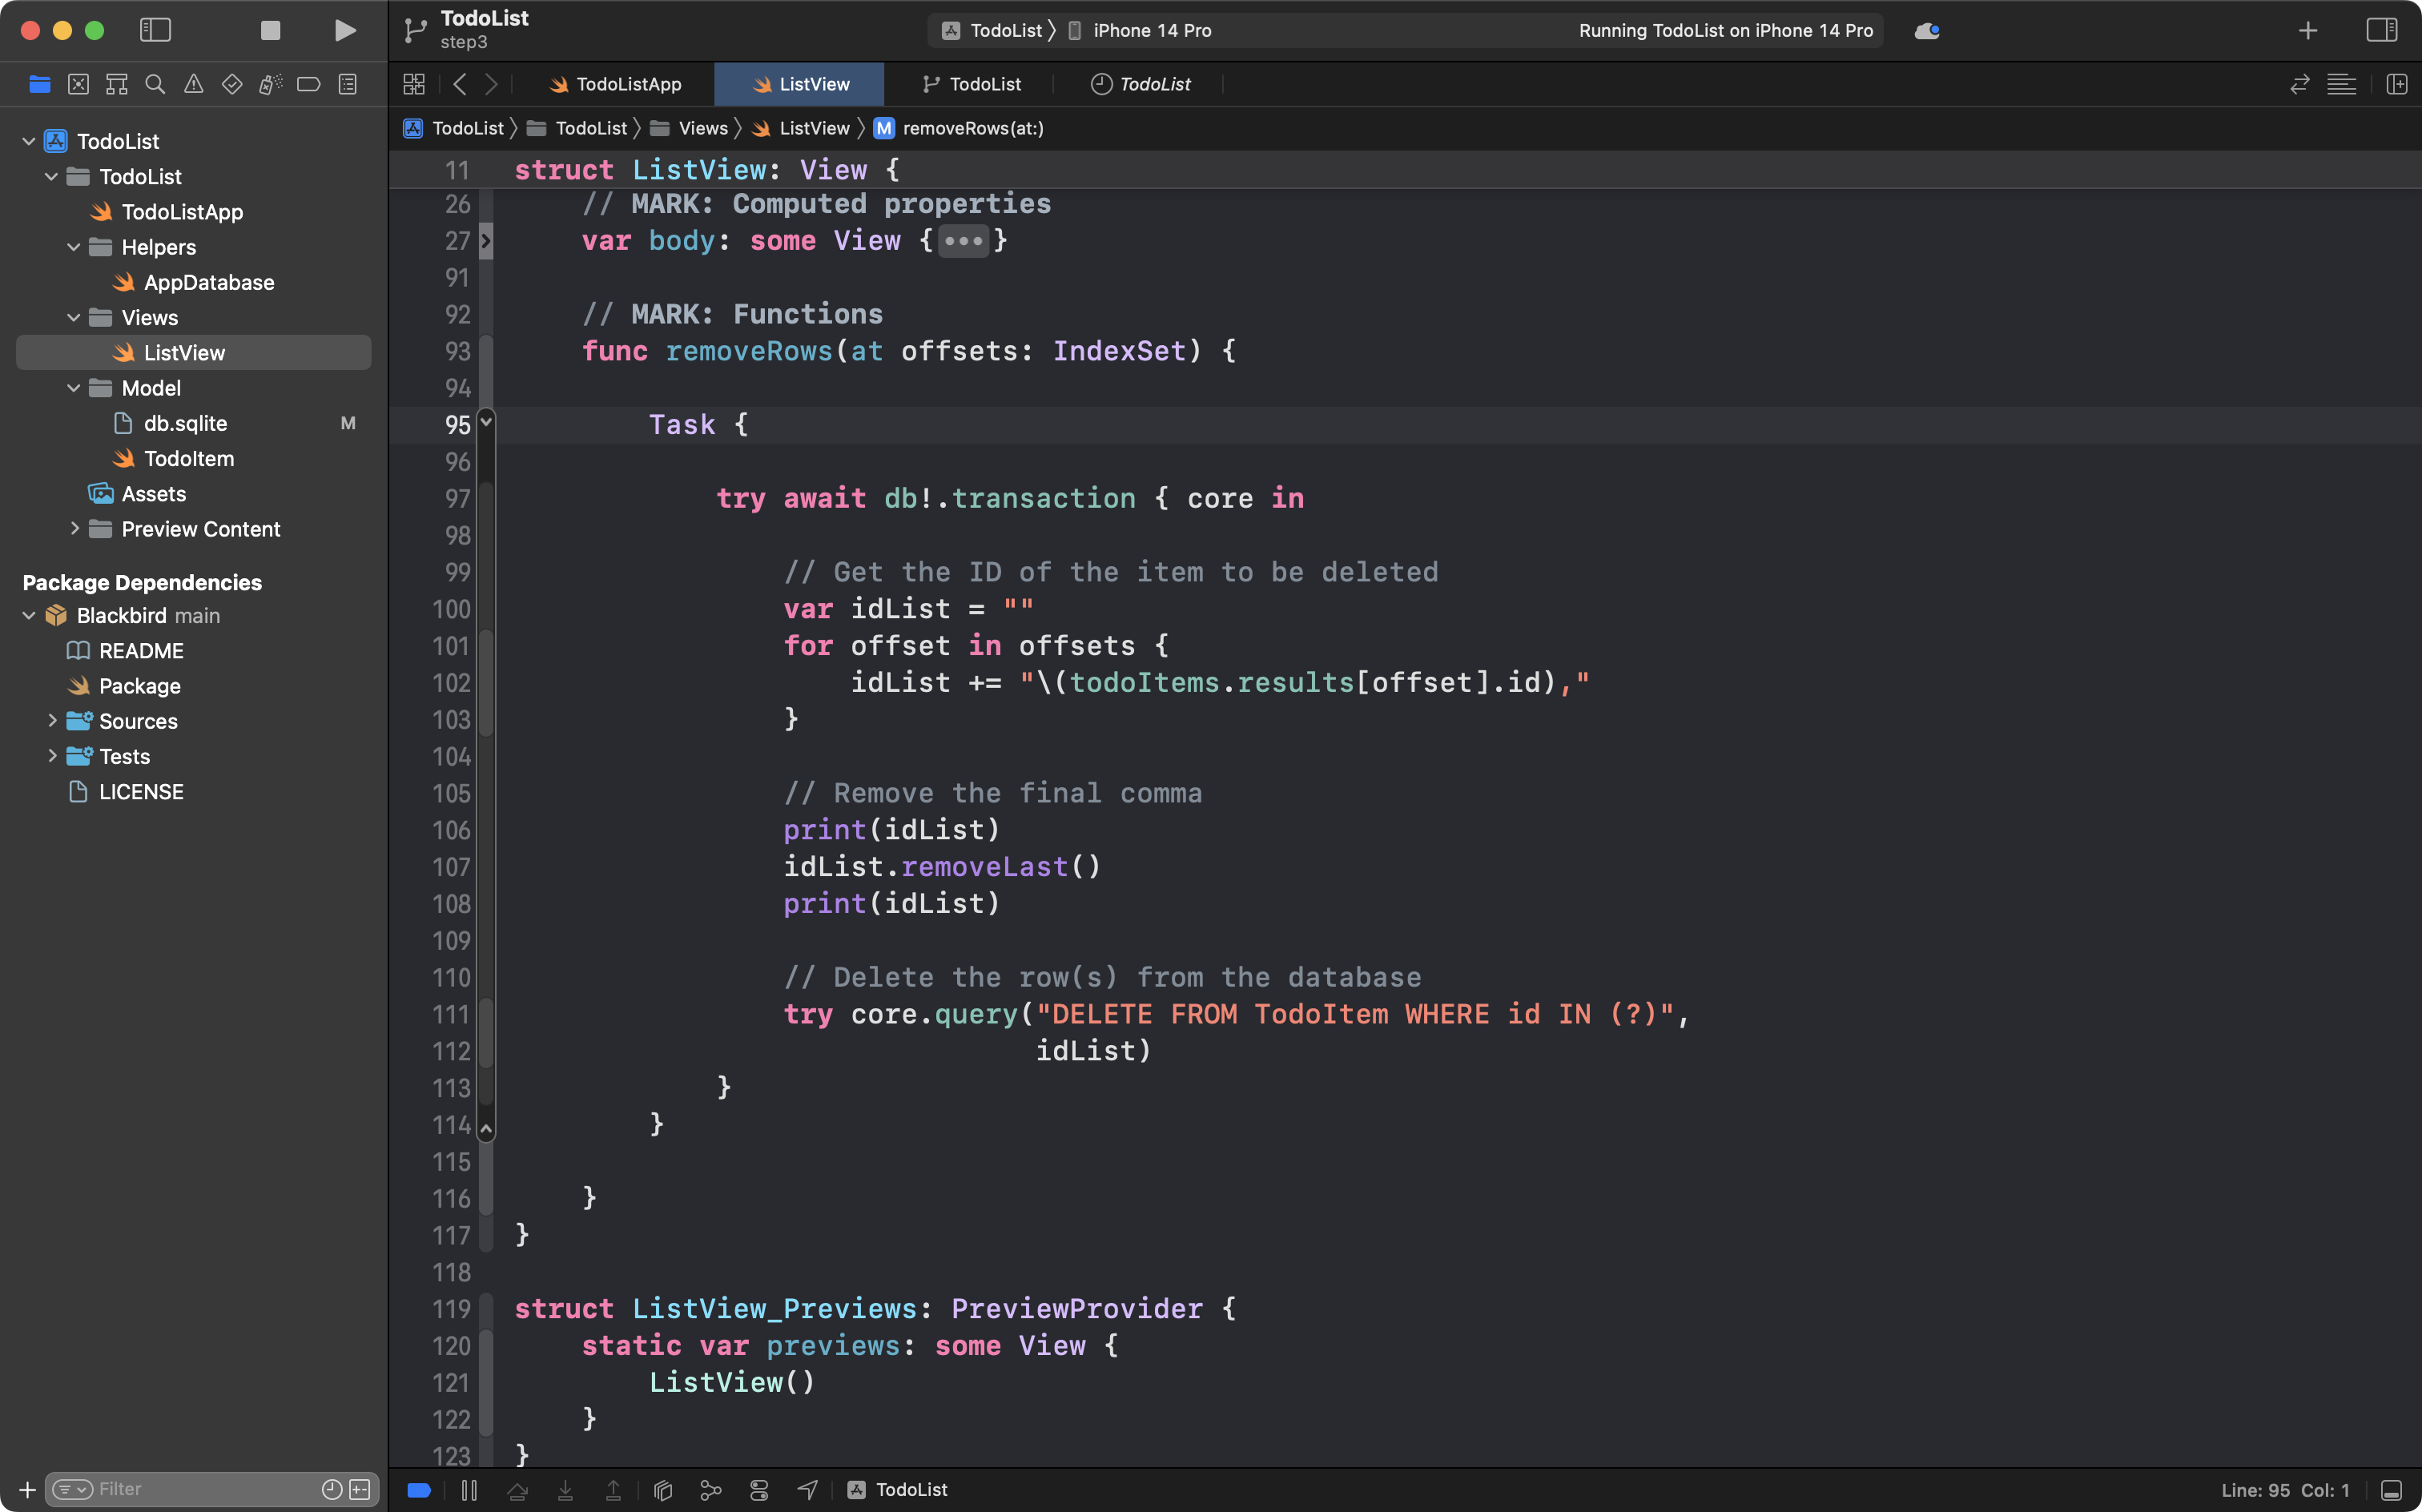 TodoList
step3
TodoList
iPhone 14 Pro
Running TodoList on iPhone 14 Pro
TodoListApp
ListView
TodoList
TodoList
TodoList
TodoList
Views
ListView
M
removeRows(at:)
TodoList
TodoList
TodoListApp
Helpers
AppDatabase
Views
ListView
Model
db.sqlite M
TodoItem
Assets
Preview Content
Package Dependencies
Blackbird main
README
Package
Sources
Tests
LICENSE
Filter
11 struct ListView: View {
26     // MARK: Computed properties
27     var body: some View {•••}
91
92     // MARK: Functions
93     func removeRows(at offsets: IndexSet) {
94
95         Task {
96
97             try await db!.transaction { core in
98
99                 // Get the ID of the item to be deleted
100                 var idList = ""
101                 for offset in offsets {
102                     idList += "\(todoItems.results[offset].id),"
103                 }
104
105                 // Remove the final comma
106                 print(idList)
107                 idList.removeLast()
108                 print(idList)
109
110                 // Delete the row(s) from the database
111                 try core.query("DELETE FROM TodoItem WHERE id IN (?)",
112                                idList)
113             }
114         }
115
116     }
117 }
118
119 struct ListView_Previews: PreviewProvider {
120     static var previews: some View {
121         ListView()
122     }
123 }
TodoList
Line: 95 Col: 1